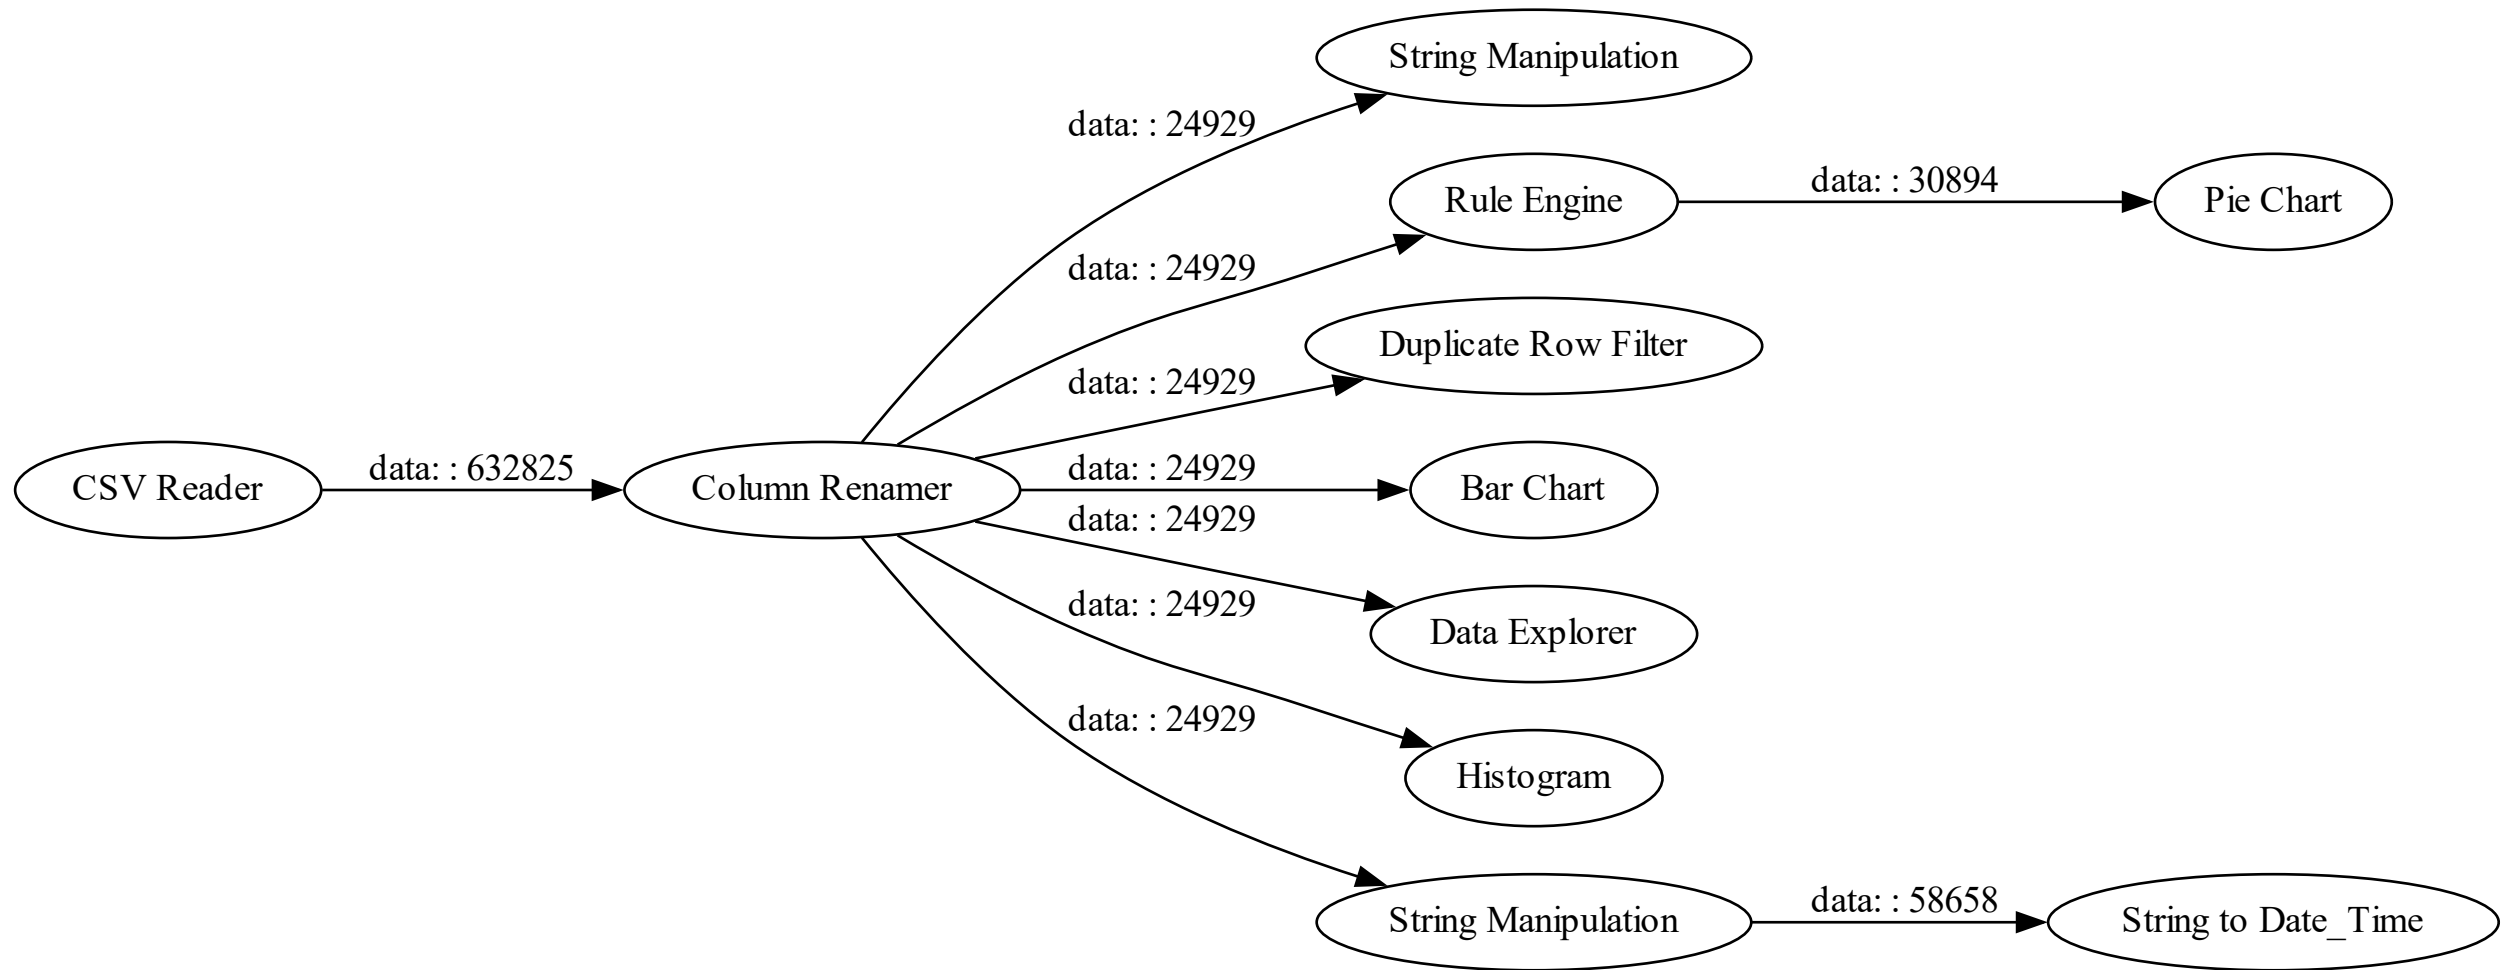 String Manipulation
data: : 24929
Rule Engine
data: : 30894
Pie Chart
data: : 24929
Duplicate Row Filter
data: : 24929
CSV Reader
data: : 632825
Column Renamer
data: : 24929
Bar Chart
data: : 24929
Data Explorer
data: : 24929
Histogram
data: : 24929
String Manipulation
data: : 58658
String to Date_Time